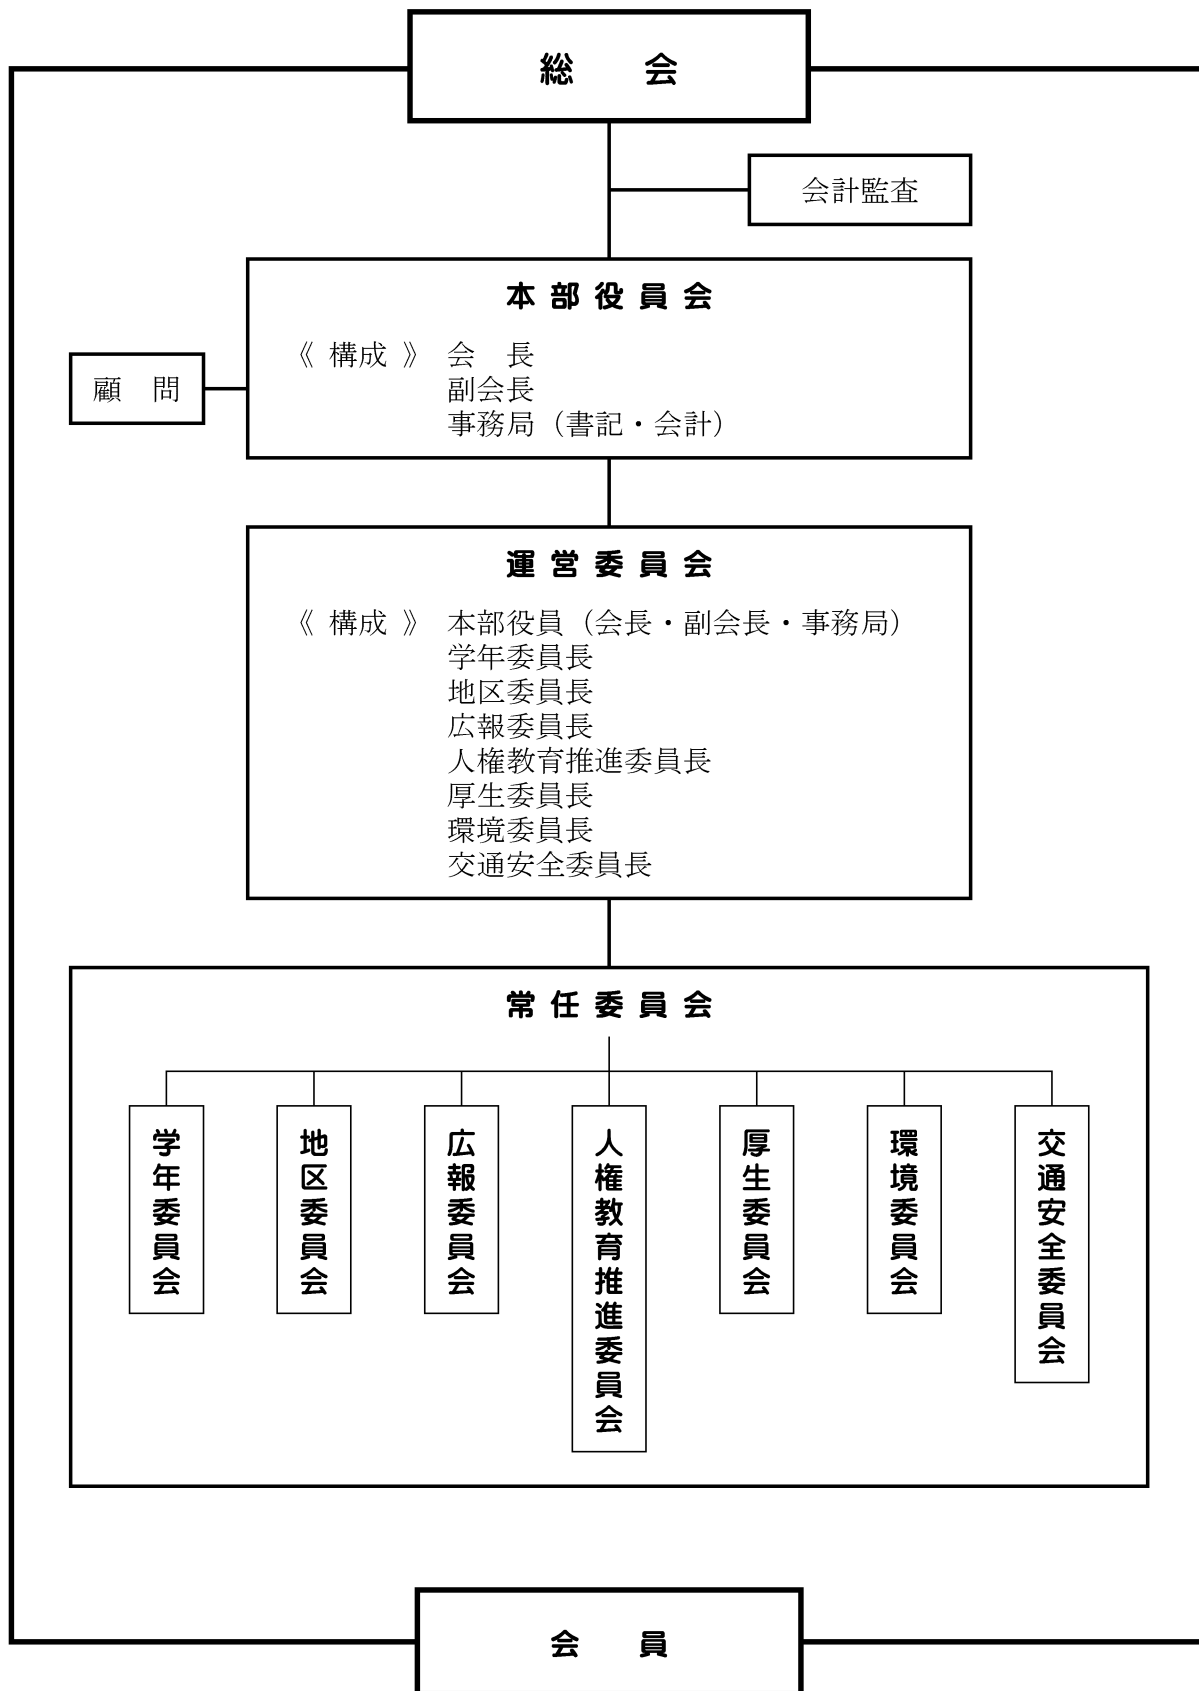 総　会
会計監査
本部役員会
《 構成 》　会　長
副会長
事務局（書記・会計）
顧　問
運営委員会
《 構成 》　本部役員（会長・副会長・事務局）
学年委員長
地区委員長
広報委員長
人権教育推進委員長
厚生委員長
環境委員長
交通安全委員長
常任委員会
学年委員会
地区委員会
広報委員会
人権教育推進委員会
厚生委員会
環境委員会
交通安全委員会
会　員